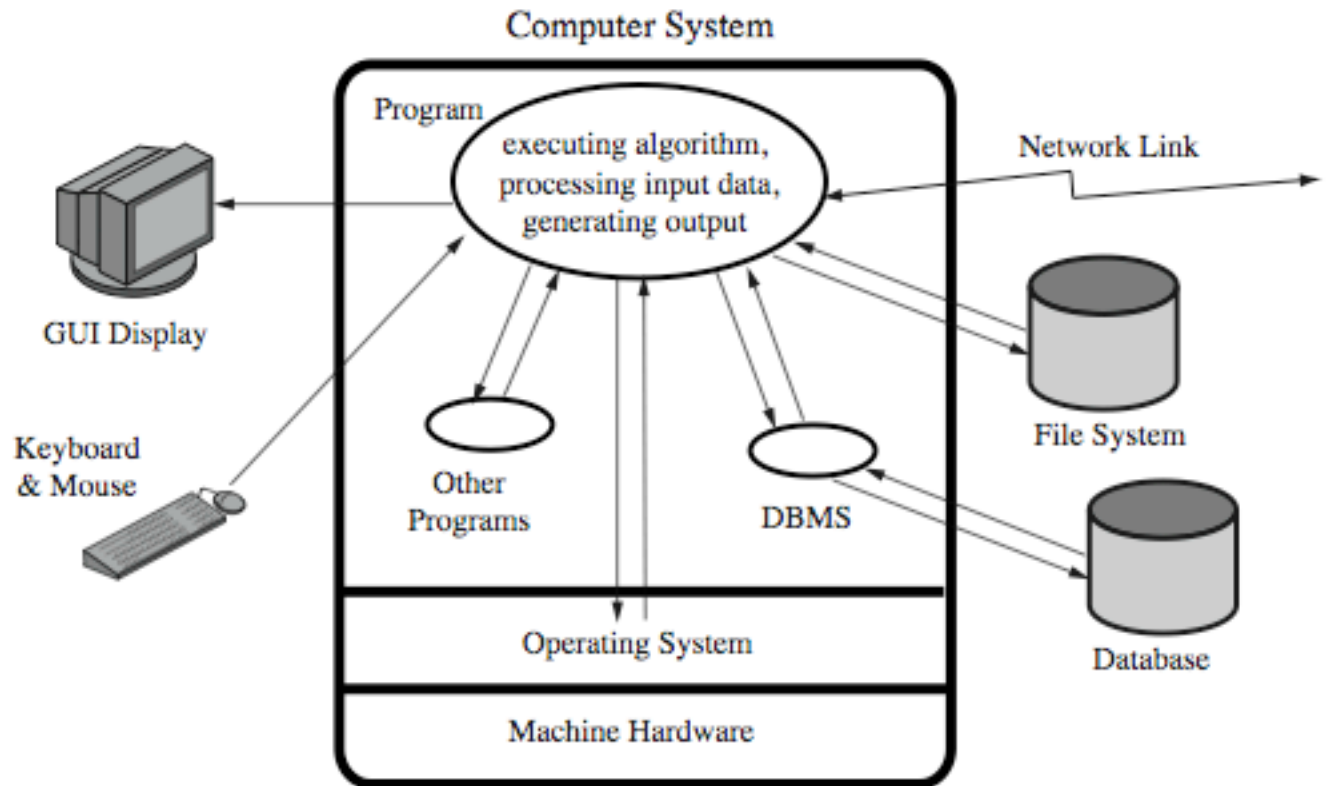 Computer System
Program
executing algorithm,
processing input data,
generating output
Network Link
GUI Display
File System
Keyboard
& Mouse
Other
Programs
DBMS
Operating System
Database
Machine Hardware